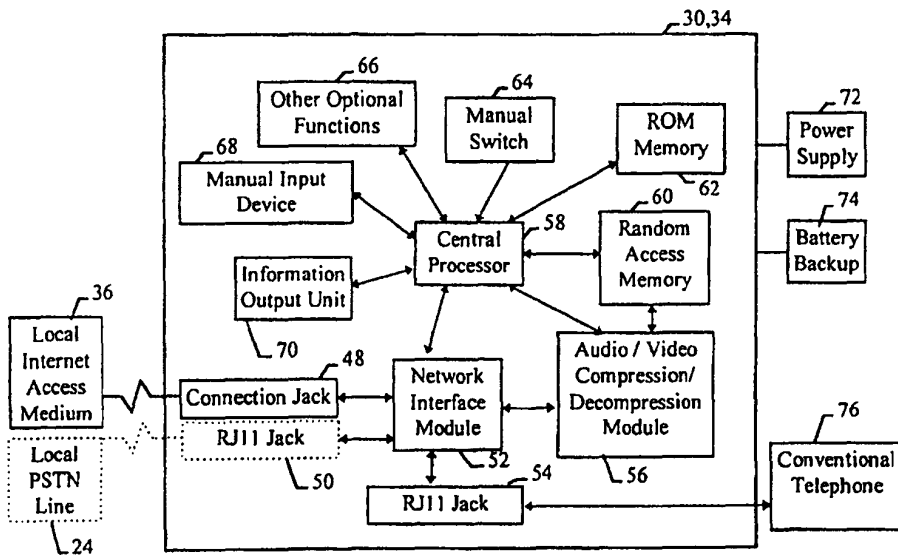 30,34
66
Other Optional
Functions
64
Manual
Switch
ROM
Memory
62
72
Power
Supply
68
Manual Input
Device
58
Central
Processor
60
Random
Access
Memory
74
Battery
Backup
Information
Output Unit
70
36
Local
Internet
Access
Medium
48
Connection Jack
RJ11 Jack
50
Network
Interface
Module
52
Audio / Video
Compression/
Decompression
Module
56
Local
PSTN
Line
24
54
RJ11 Jack
76
Conventional
Telephone